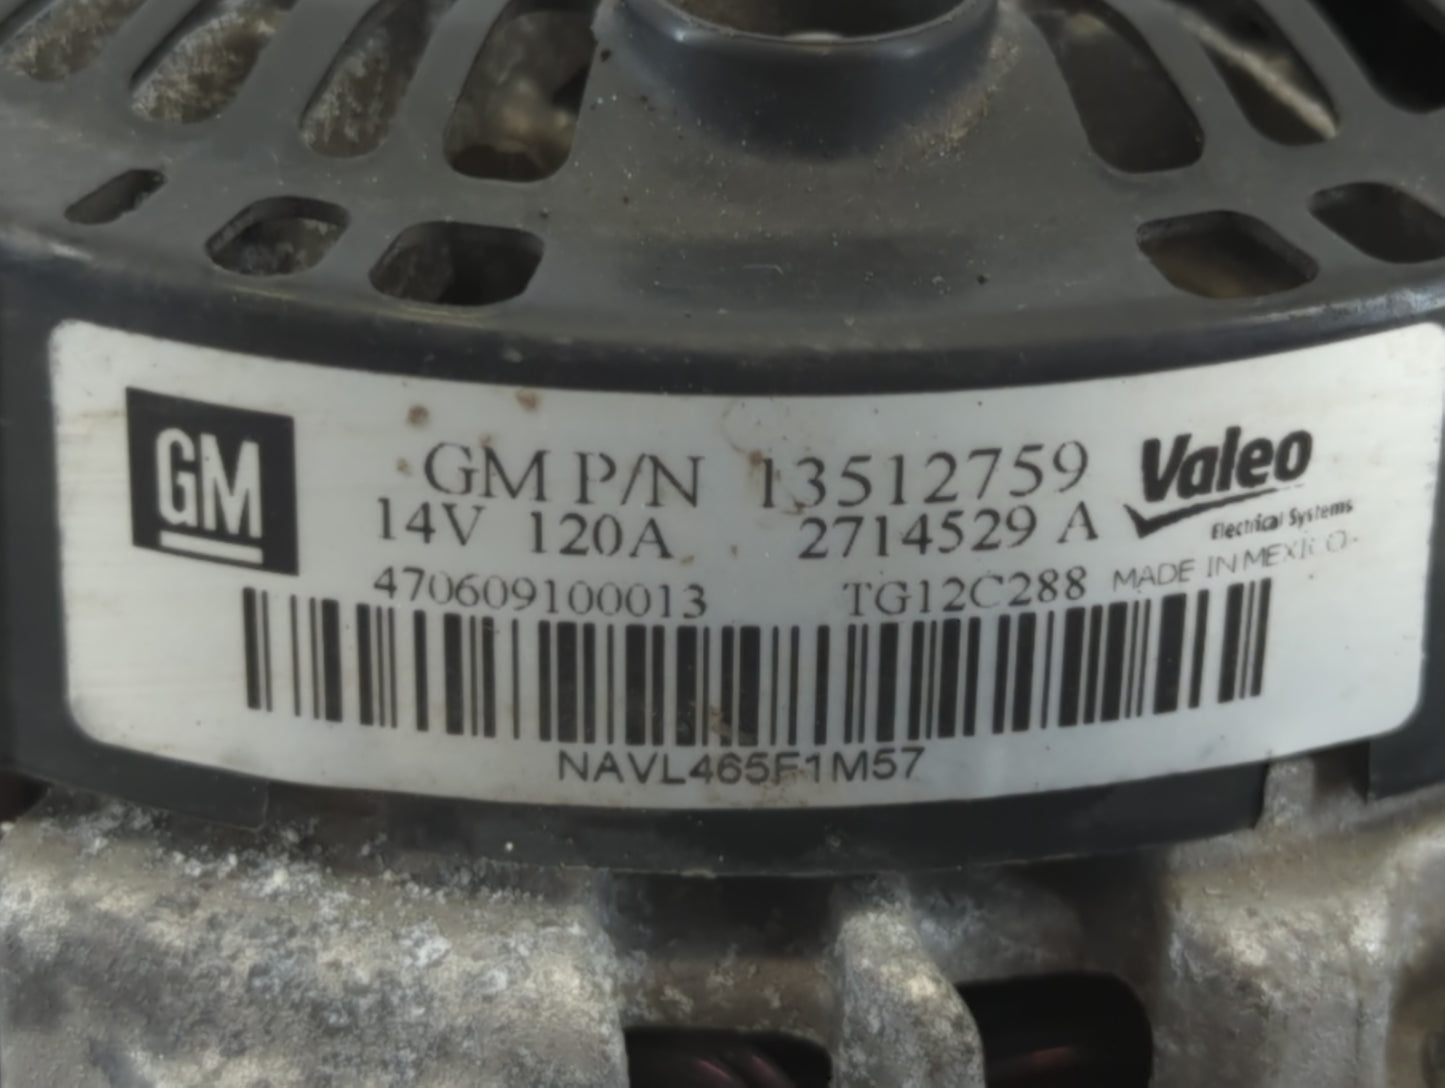 GM
GM P/N 13512759
Valeo
Electrical Systems
14V 120A 2714529 A
MADE IN MEXICO
470609100013 TG12C288
NAVL465F1M57